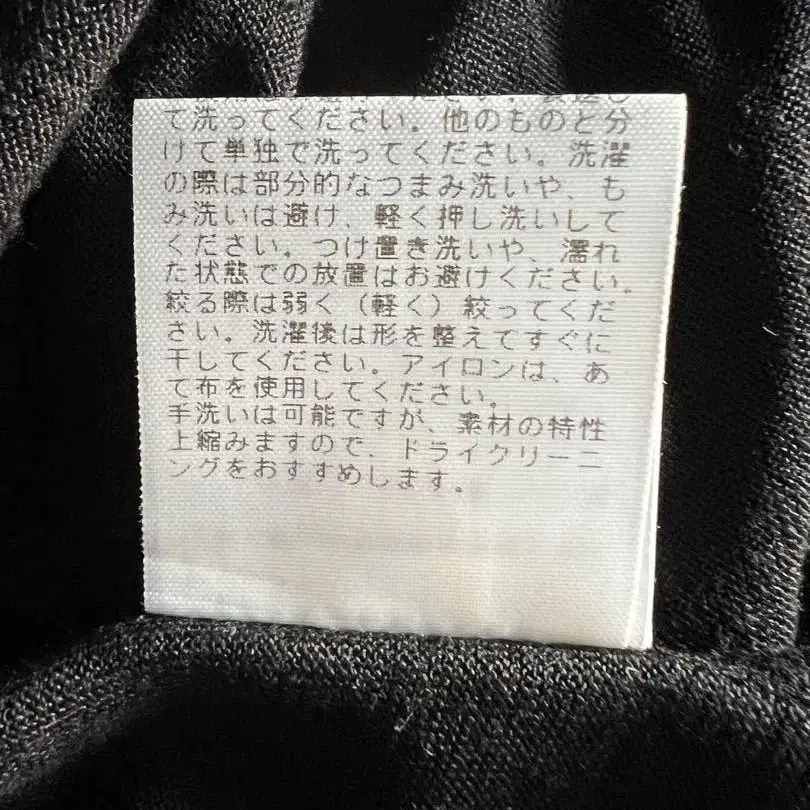 て洗ってください。他のものと分
けて単独で洗ってください。洗濯
の際は部分的なつまみ洗いや、も
み洗いは避け、軽く押し洗いして
ください。つけ置き洗いや、濡れ
た状態での放置はお避けください。
絞る際は弱く（軽く）絞ってくだ
さい。洗濯後は形を整えてすぐに
干してください。アイロンは、あ
て布を使用してください。
手洗いは可能ですが、素材の特性
上縮みますので、ドライクリーニ
ングをおすすめします。